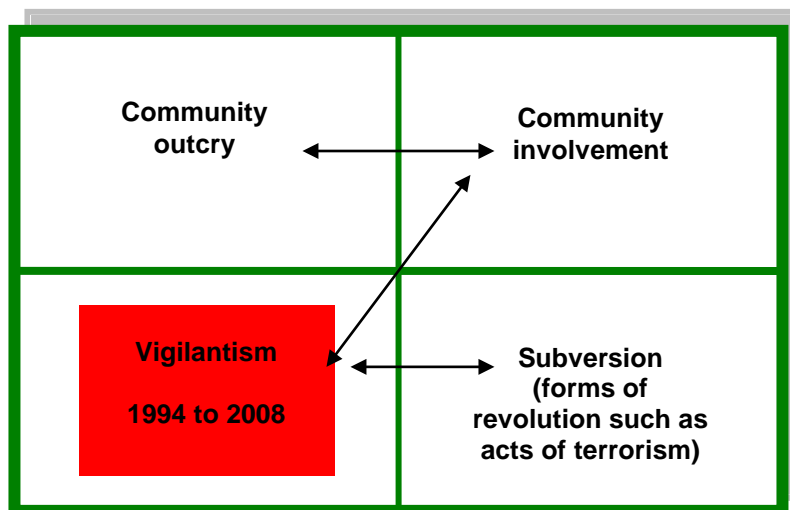 Community
outcry
Community
involvement
Vigilantism
1994 to 2008
Subversion
(forms of
revolution such as
acts of terrorism)